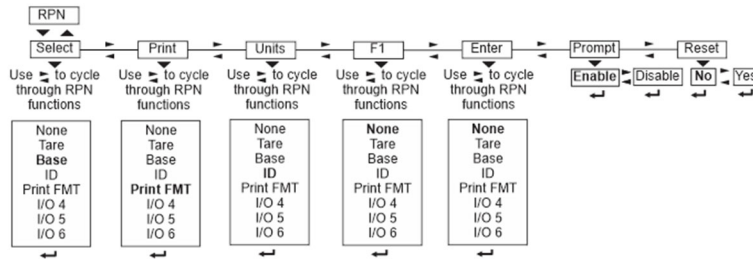 RPN
Select Print Units F1 Enter Prompt Reset
Use to cycle through RPN functions
Use to cycle through RPN functions
Use to cycle through RPN functions
Use to cycle through RPN functions
Use to cycle through RPN functions
Enable Disable No Yes
None
Tare
Base
ID
Print FMT
I/O 4
I/O 5
I/O 6
None
Tare
Base
ID
Print FMT
I/O 4
I/O 5
I/O 6
None
Tare
Base
ID
Print FMT
I/O 4
I/O 5
I/O 6
None
Tare
Base
ID
Print FMT
I/O 4
I/O 5
I/O 6
None
Tare
Base
ID
Print FMT
I/O 4
I/O 5
I/O 6